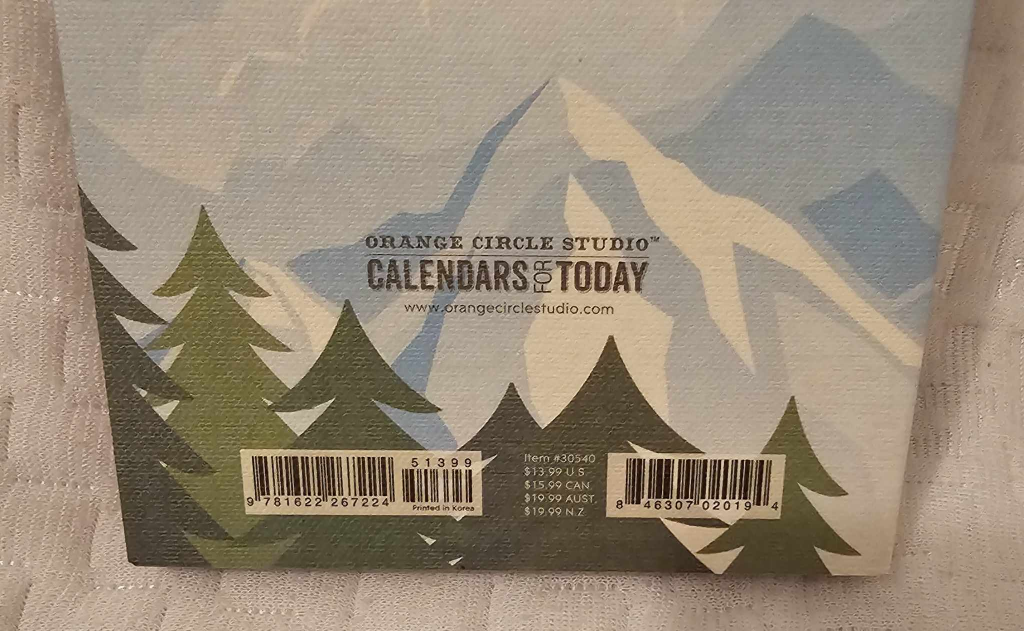 ORANGE CIRCLE STUDIO™
CALENDARS FOR TODAY
www.orangecirclestudio.com
51399
9 781622 267224
Printed in Korea
Item #30540
$13.99 U.S.
$15.99 CAN.
$19.99 AUST.
$19.99 N.Z.
8 46307 02019 4